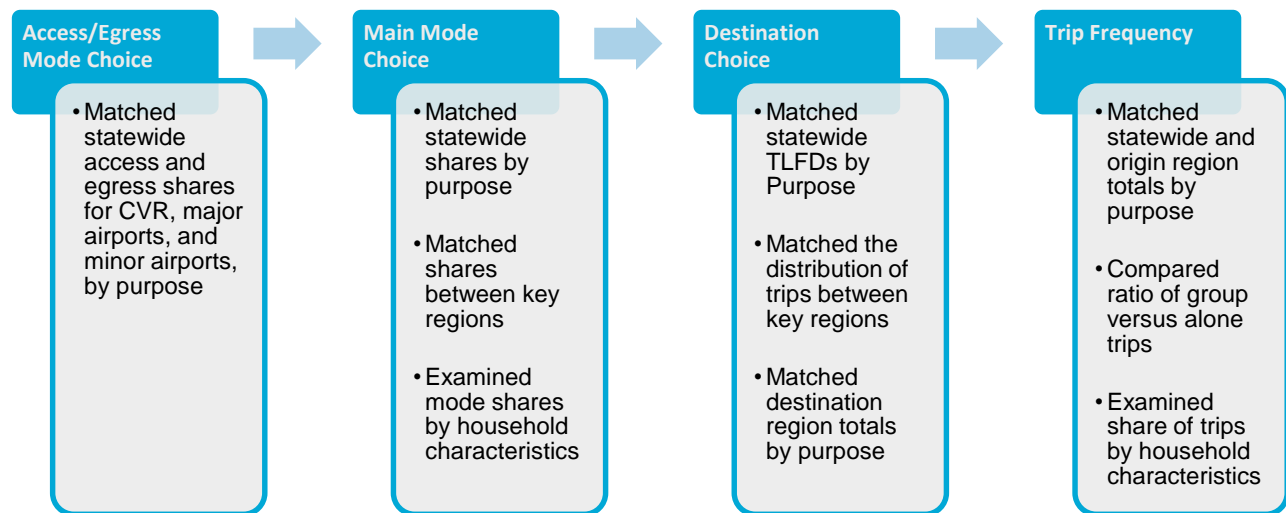 Access/Egress
Mode Choice
• Matched
statewide
access and
egress shares
for CVR, major
airports, and
minor airports,
by purpose
Main Mode
Choice
• Matched
statewide
shares by
purpose
• Matched
shares
between key
regions
• Examined
mode shares
by household
characteristics
Destination
Choice
• Matched
statewide
TLFDs by
Purpose
• Matched the
distribution of
trips between
key regions
• Matched
destination
region totals
by purpose
Trip Frequency
• Matched
statewide and
origin region
totals by
purpose
• Compared
ratio of group
versus alone
trips
• Examined
share of trips
by household
characteristics